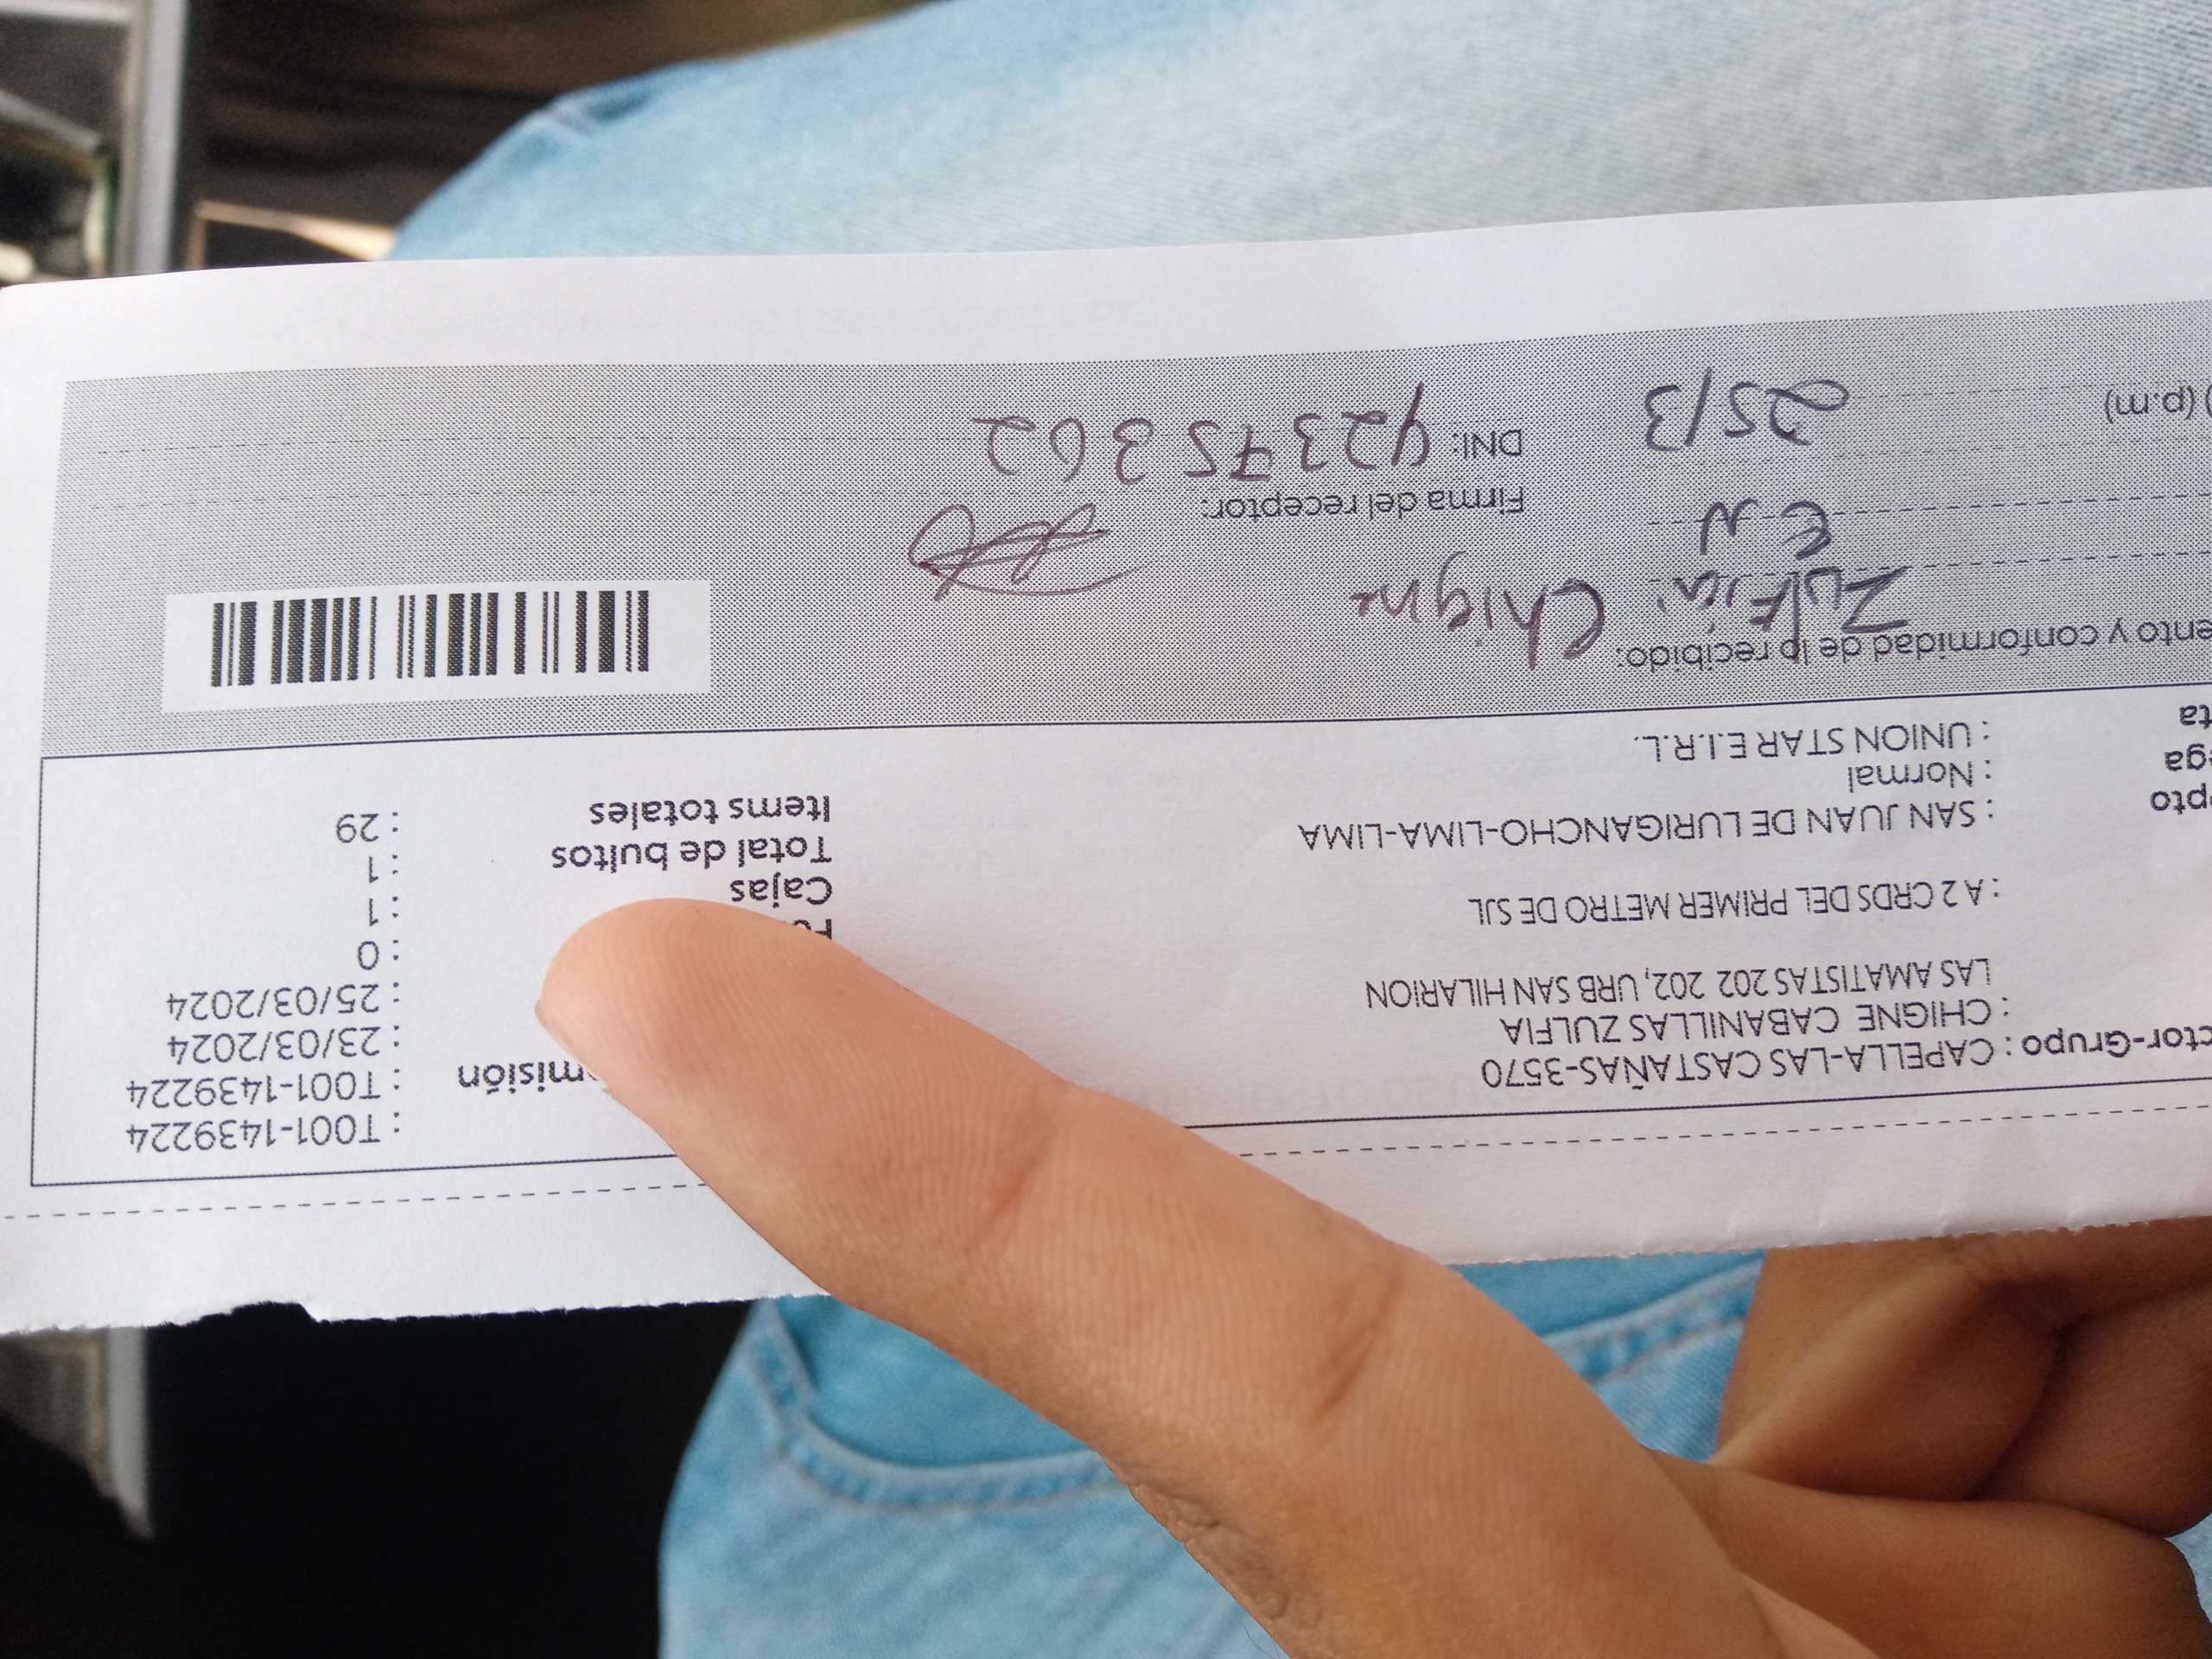 ctor-Grupo : CAPELLA-LAS CASTAÑAS-3570
: CHIGNE CABANILLAS ZULFIA
LAS AMATISTAS 202 202, URB SAN HILARION
: A 2 CRDS DEL PRIMER METRO DE SJL
: SAN JUAN DE LURIGANCHO-LIMA-LIMA
pto : Normal
ega : UNION STAR E.I.R.L.
ta
: T001-1439224
misión : T001-1439224
: 23/03/2024
: 25/03/2024
: 0
Cajas : 1
Total de bultos : 1
Items totales : 29
ento y conformidad de lo recibido:
Zulfia Chigne
EN
Firma del receptor:
) (p.m)
25/3
DNI: 42375362